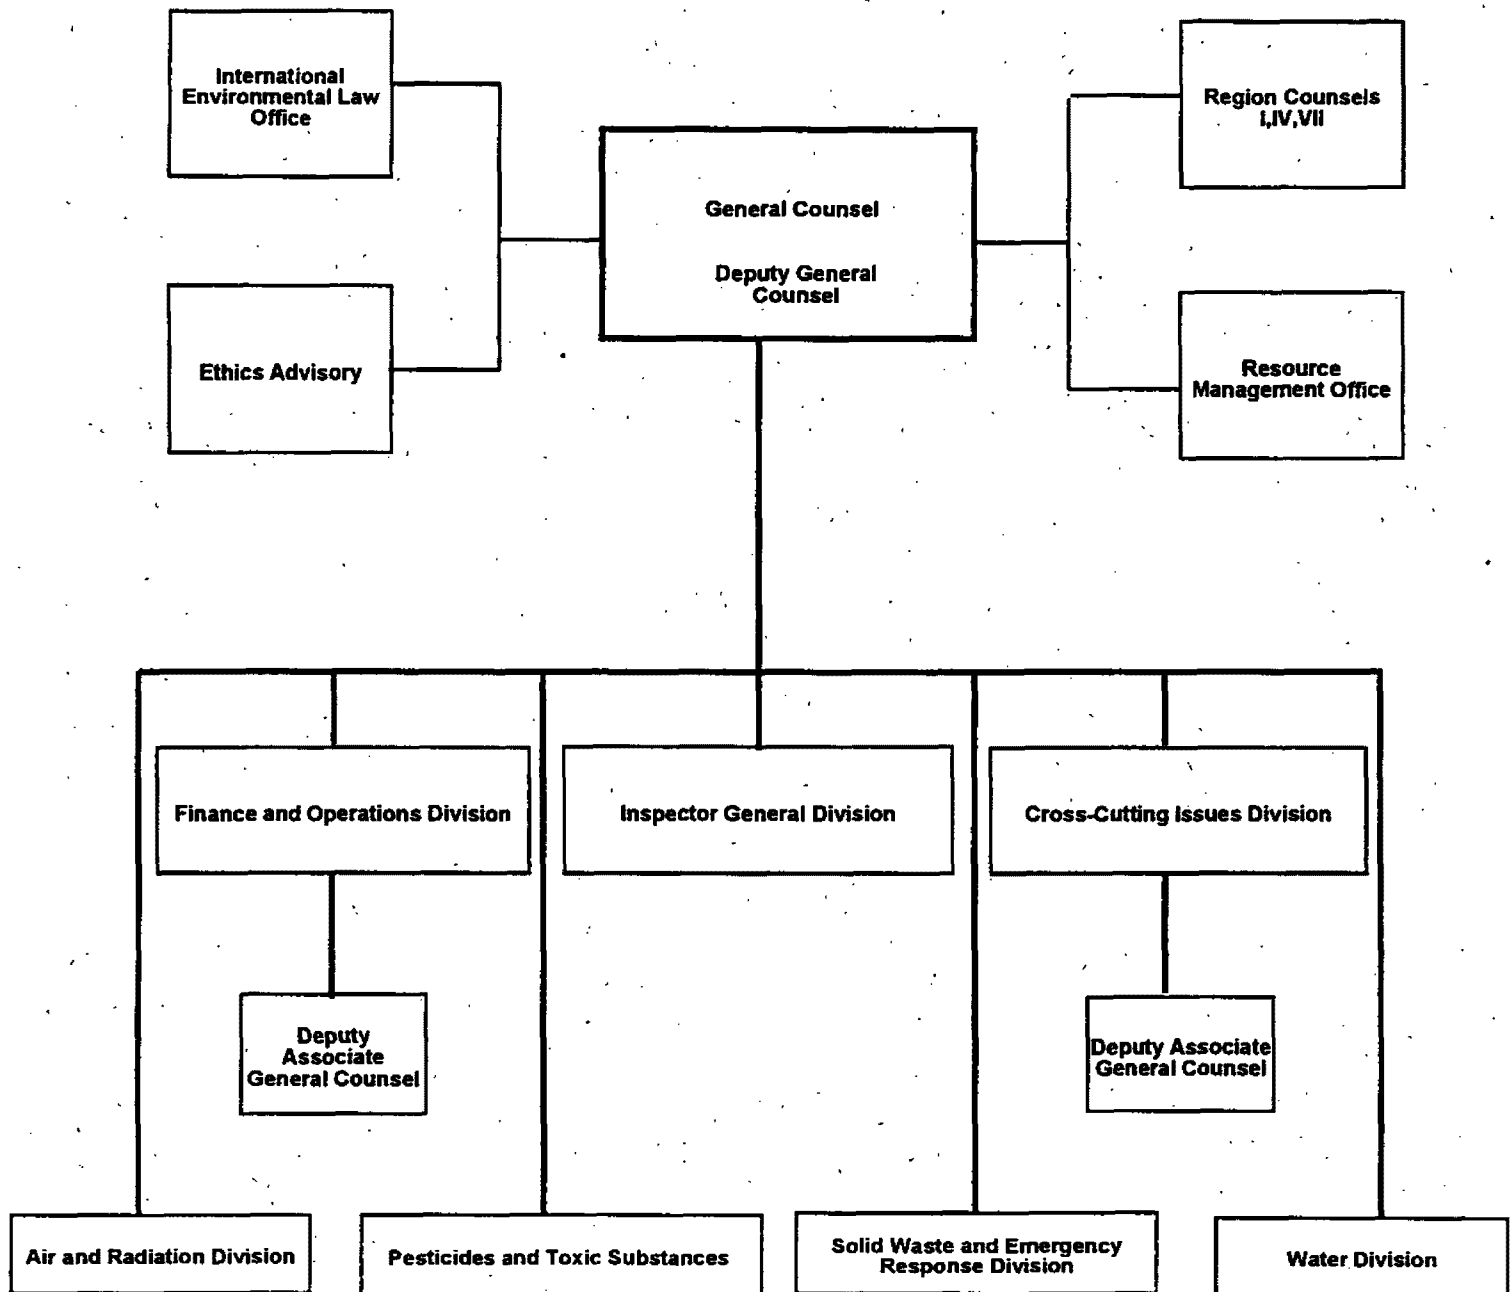 International
Environmental Law
Office
Region Counsels
I,IV,VII
General Counsel
Deputy General
Counsel
Ethics Advisory
Resource
Management Office
Finance and Operations Division
Inspector General Division
Cross-Cutting Issues Division
Deputy
Associate
General Counsel
Deputy Associate
General Counsel
Air and Radiation Division
Pesticides and Toxic Substances
Solid Waste and Emergency
Response Division
Water Division